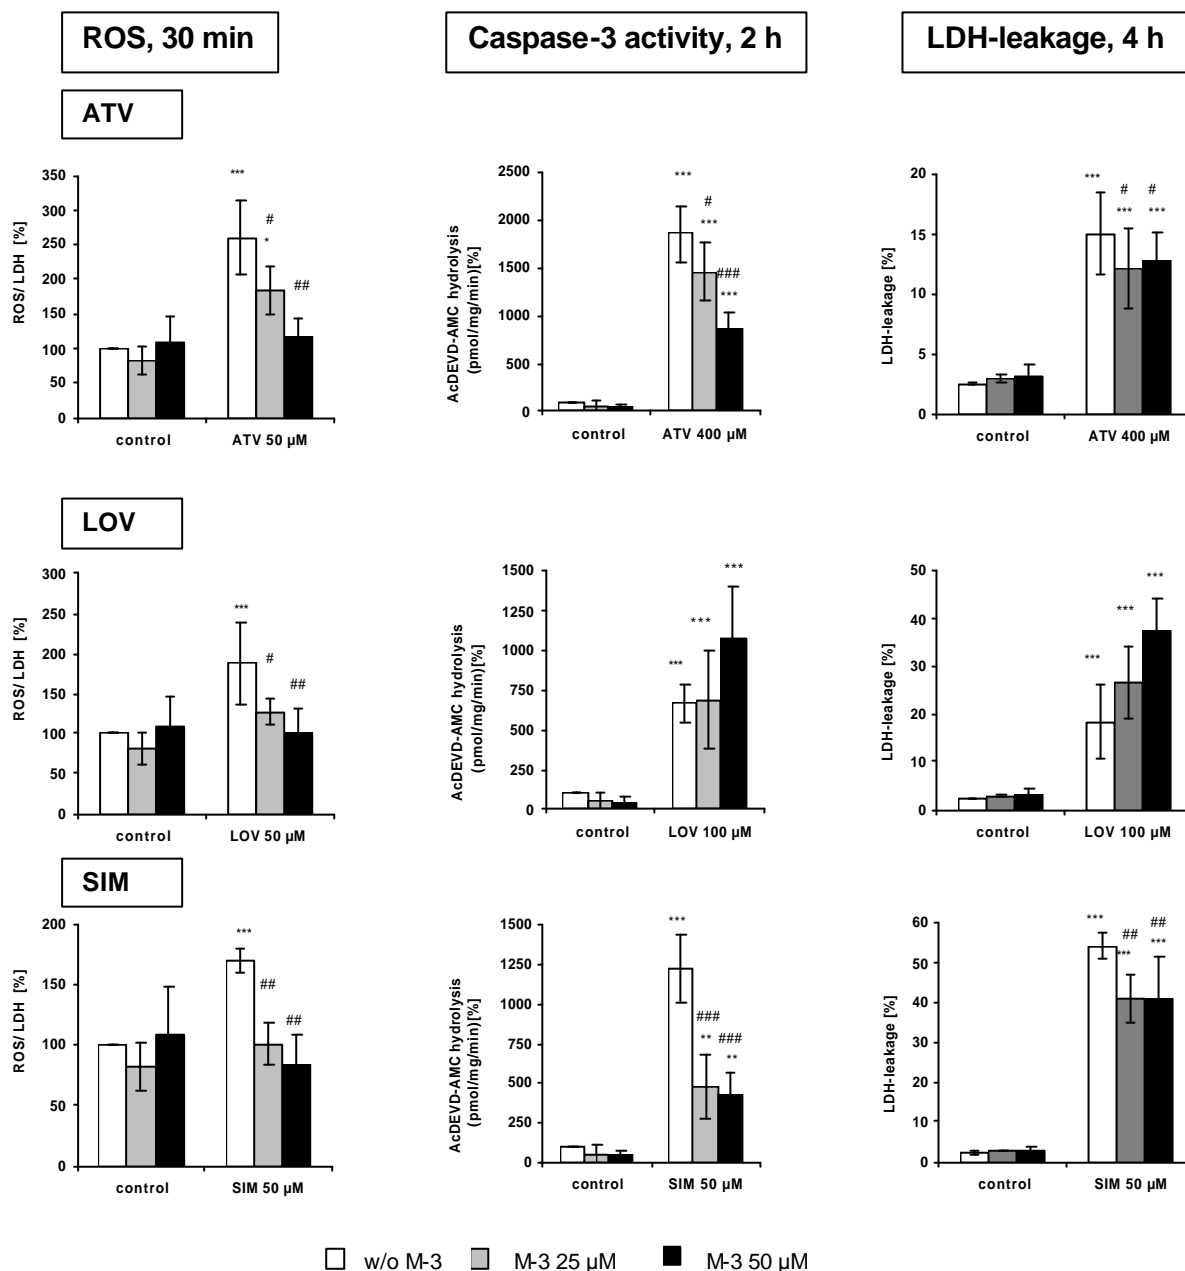 ROS, 30 min
Caspase-3 activity, 2 h
LDH-leakage, 4 h
ATV
ROS/ LDH [%]
350
300
250
200
150
100
50
0
***
#
*
##
control
ATV 50 µM
AcDEVD-AMC hydrolysis
(pmol/mg/min)[%]
2500
2000
1500
1000
500
0
***
#
***
###
***
control
ATV 400 µM
LDH-leakage [%]
20
15
10
5
0
***
#
***
#
***
control
ATV 400 µM
LOV
ROS/ LDH [%]
300
250
200
150
100
50
0
***
#
##
control
LOV 50 µM
AcDEVD-AMC hydrolysis
(pmol/mg/min)[%]
1500
1250
1000
750
500
250
0
***
***
***
control
LOV 100 µM
LDH-leakage [%]
50
40
30
20
10
0
***
***
***
control
LOV 100 µM
SIM
ROS/ LDH [%]
200
150
100
50
0
***
##
##
control
SIM 50 µM
AcDEVD-AMC hydrolysis
(pmol/mg/min)[%]
1500
1250
1000
750
500
250
0
***
###
**
###
**
control
SIM 50 µM
LDH-leakage [%]
60
50
40
30
20
10
0
***
##
***
##
***
control
SIM 50 µM
w/o M-3
M-3 25 µM
M-3 50 µM